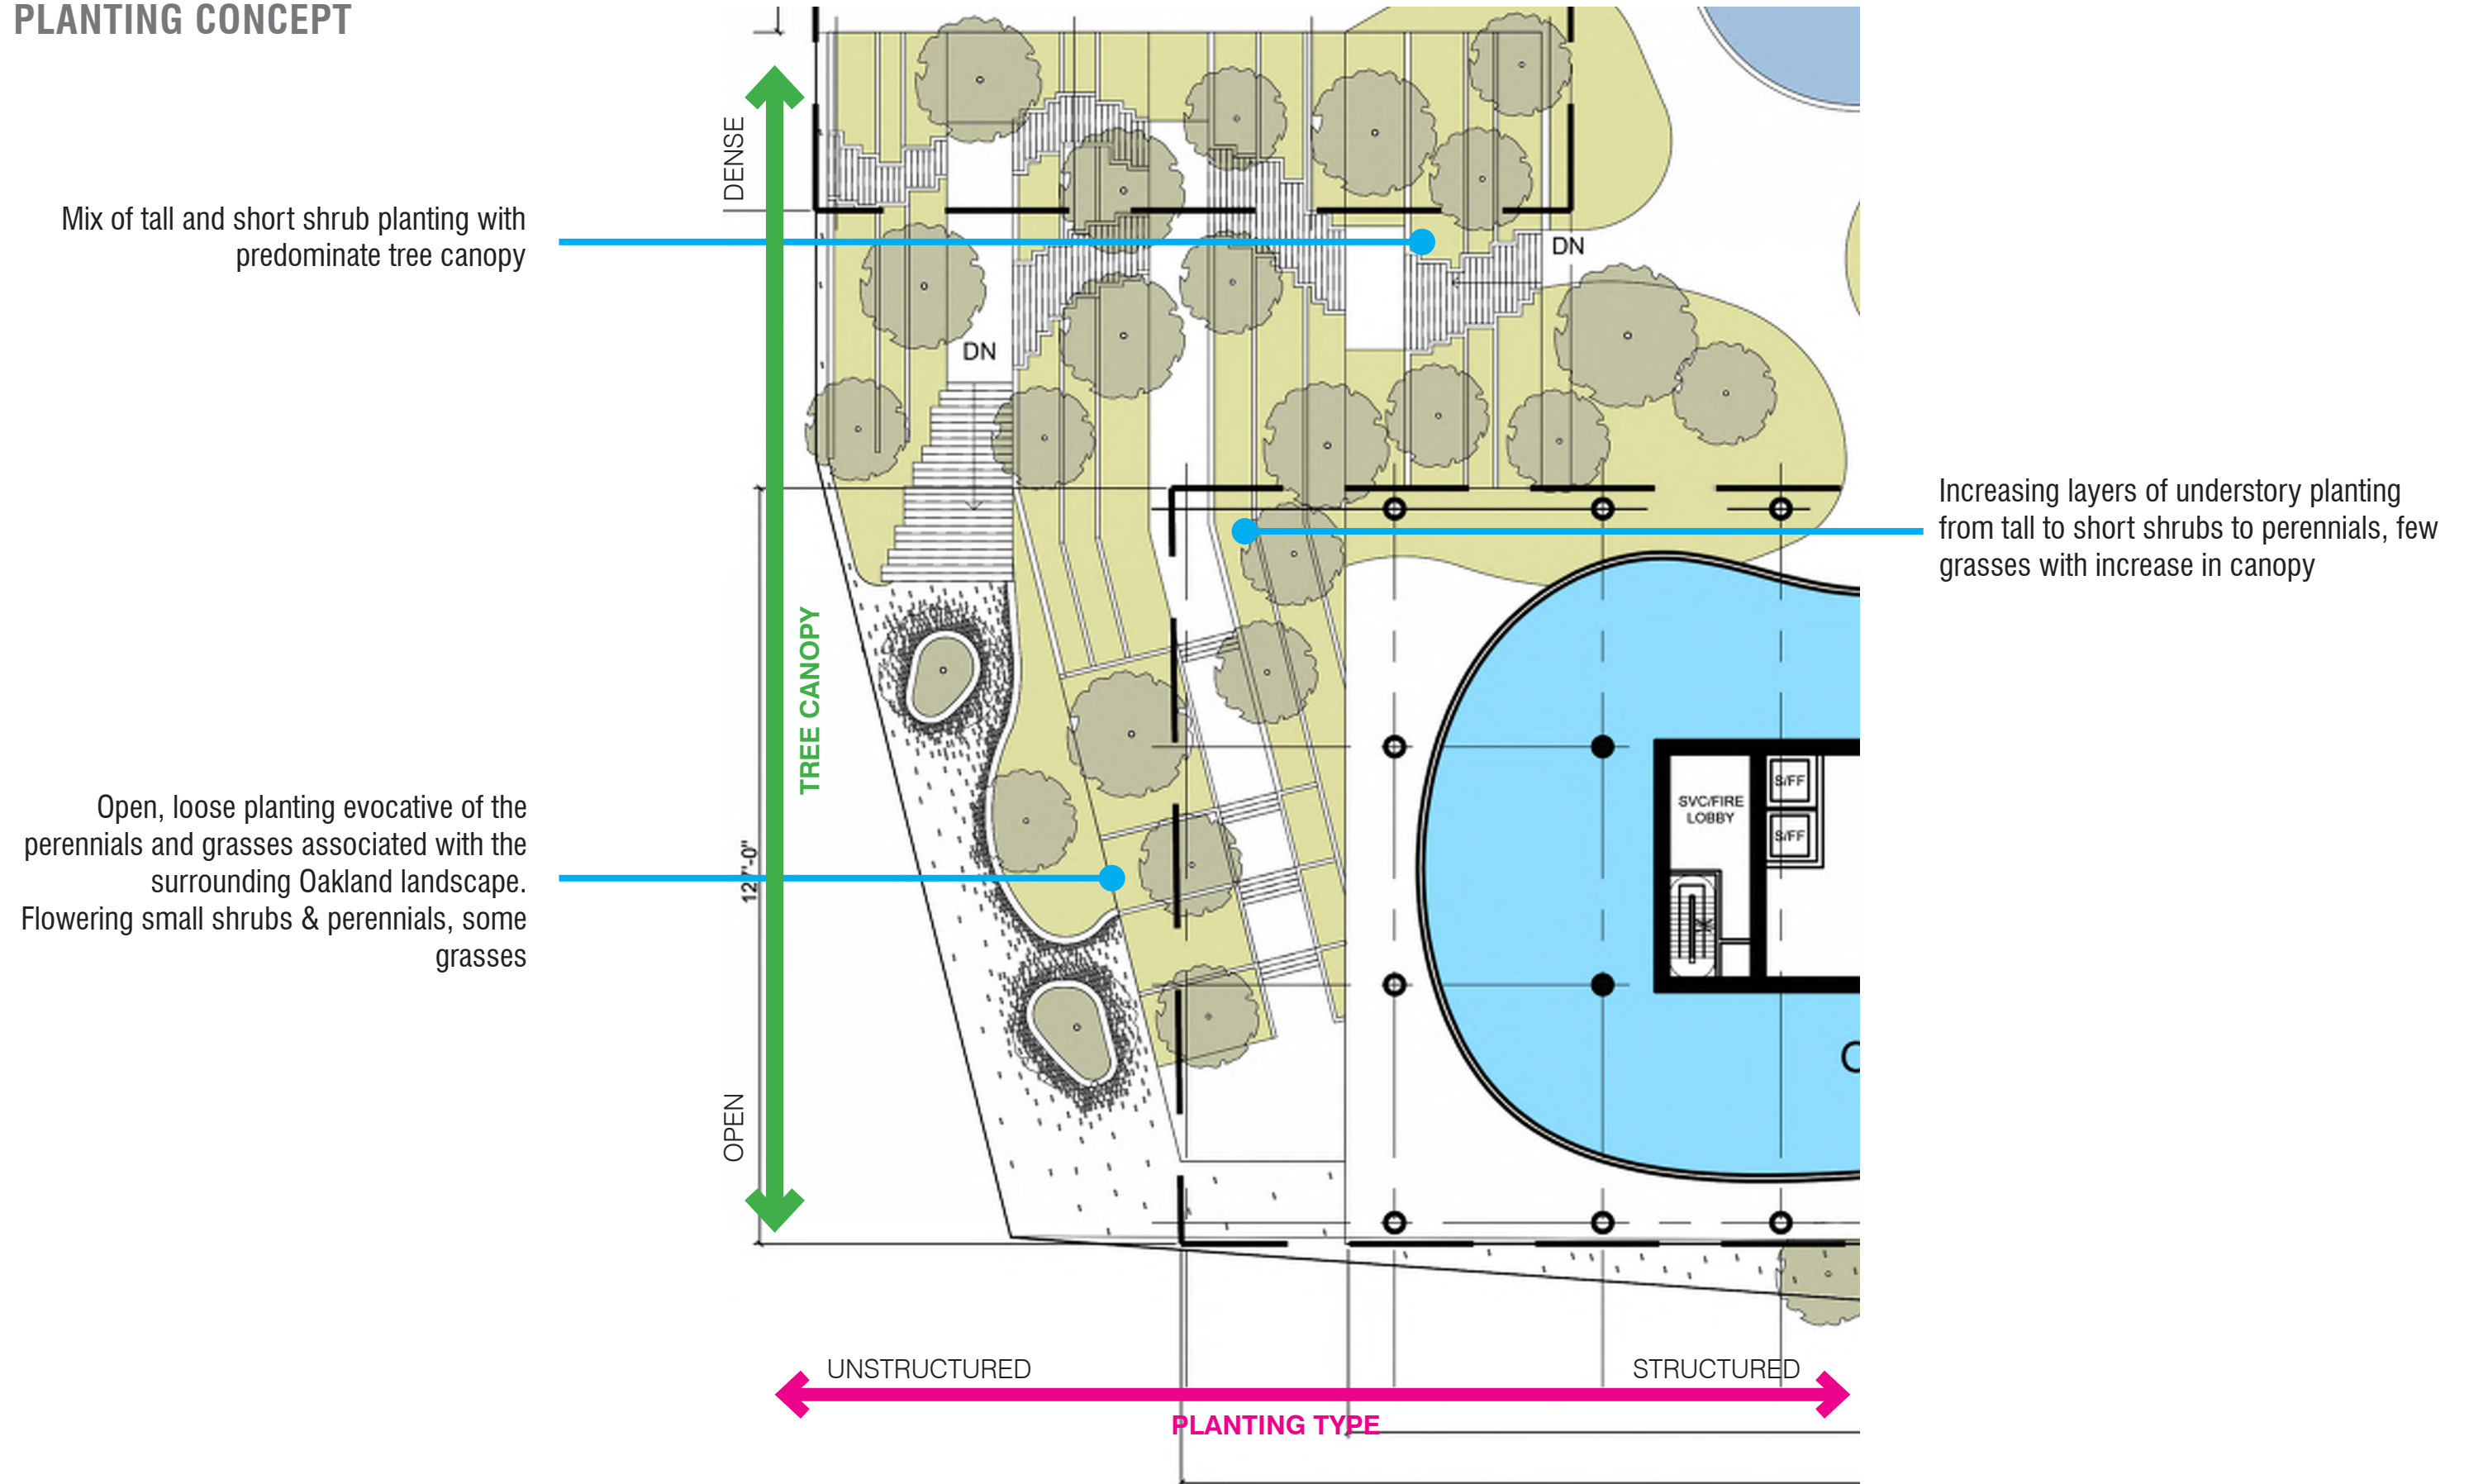 PLANTING CONCEPT
DENSE
Mix of tall and short shrub planting with
predominate tree canopy
DN
DN
Increasing layers of understory planting
from tall to short shrubs to perennials, few
grasses with increase in canopy
TREE CANOPY
Open, loose planting evocative of the
perennials and grasses associated with the
surrounding Oakland landscape.
Flowering small shrubs & perennials, some
grasses
127'-0"
S/FF
SVC/FIRE
LOBBY
S/FF
OPEN
UNSTRUCTURED
STRUCTURED
PLANTING TYPE